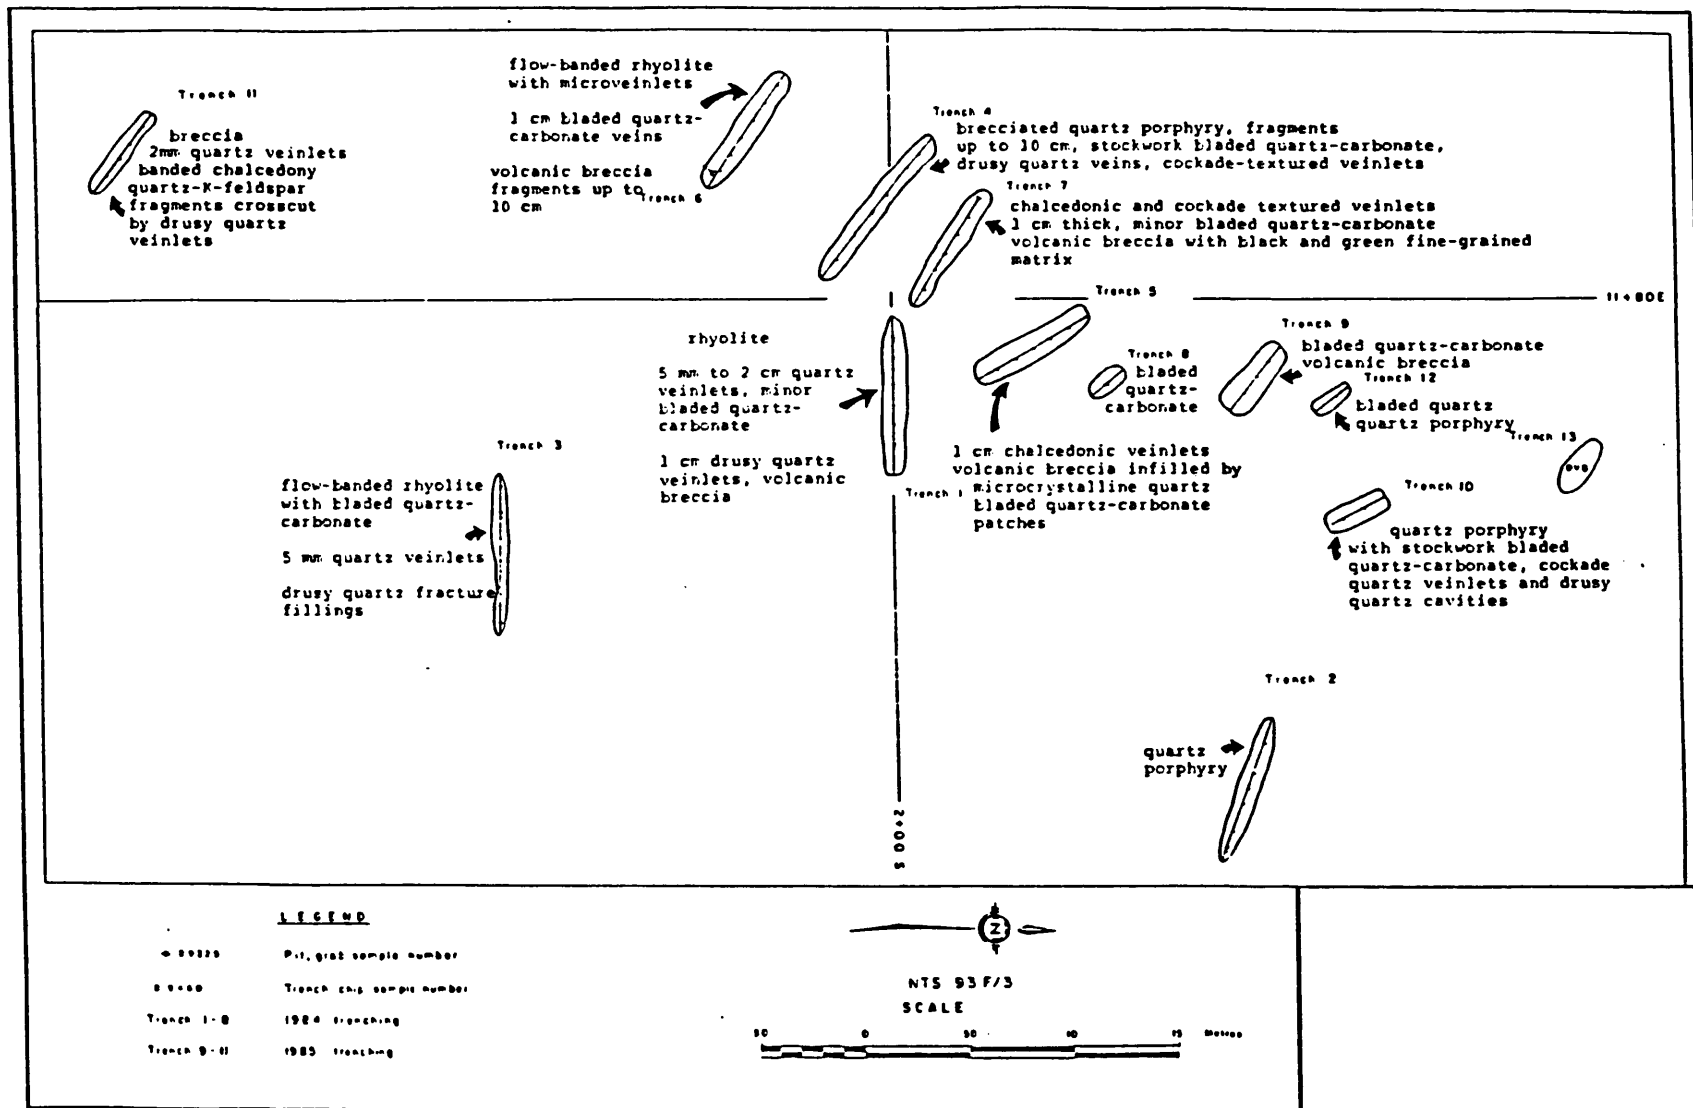 Trench 11
breccia
2mm quartz veinlets
banded chalcedony
quartz-K-feldspar
fragments crosscut
by drusy quartz
veinlets
flow-banded rhyolite
with microveinlets
1 cm bladed quartz-
carbonate veins
volcanic breccia
fragments up to
10 cm
Trench 6
Trench 4
brecciated quartz porphyry, fragments
up to 10 cm, stockwork bladed quartz-carbonate,
drusy quartz veins, cockade-textured veinlets
Trench 7
chalcedonic and cockade textured veinlets
1 cm thick, minor bladed quartz-carbonate
volcanic breccia with black and green fine-grained
matrix
11+80E
Trench 5
rhyolite
5 mm to 2 cm quartz
veinlets, minor
bladed quartz-
carbonate
1 cm drusy quartz
veinlets, volcanic
breccia
Trench 1
1 cm chalcedonic veinlets
volcanic breccia infilled by
microcrystalline quartz
bladed quartz-carbonate
patches
Trench 8
bladed
quartz-
carbonate
Trench 9
bladed quartz-carbonate
volcanic breccia
Trench 12
bladed quartz
quartz porphyry
Trench 13
Trench 10
quartz porphyry
with stockwork bladed
quartz-carbonate, cockade
quartz veinlets and drusy
quartz cavities
Trench 3
flow-banded rhyolite
with bladed quartz-
carbonate
5 mm quartz veinlets
drusy quartz fracture
fillings
Trench 2
quartz
porphyry
2+00 S
LEGEND
Pit, grab sample number
Trench chip sample number
Trench 1-8 1984 trenching
Trench 9-11 1985 trenching
Z
NTS 93 F/3
SCALE
0
Metres